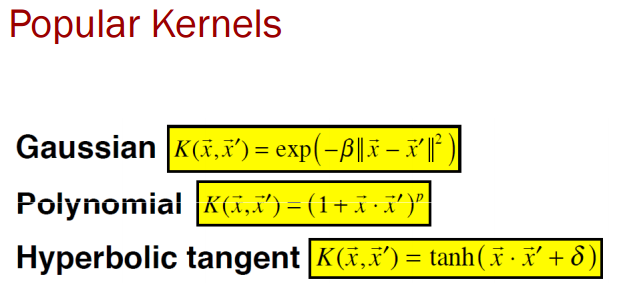 Popular Kernels
Gaussian K(x⃗,x⃗′) = exp(−β‖x⃗ − x⃗′‖²)
Polynomial K(x⃗,x⃗′) = (1 + x⃗ · x⃗′)ᵖ
Hyperbolic tangent K(x⃗,x⃗′) = tanh(x⃗ · x⃗′ + δ)